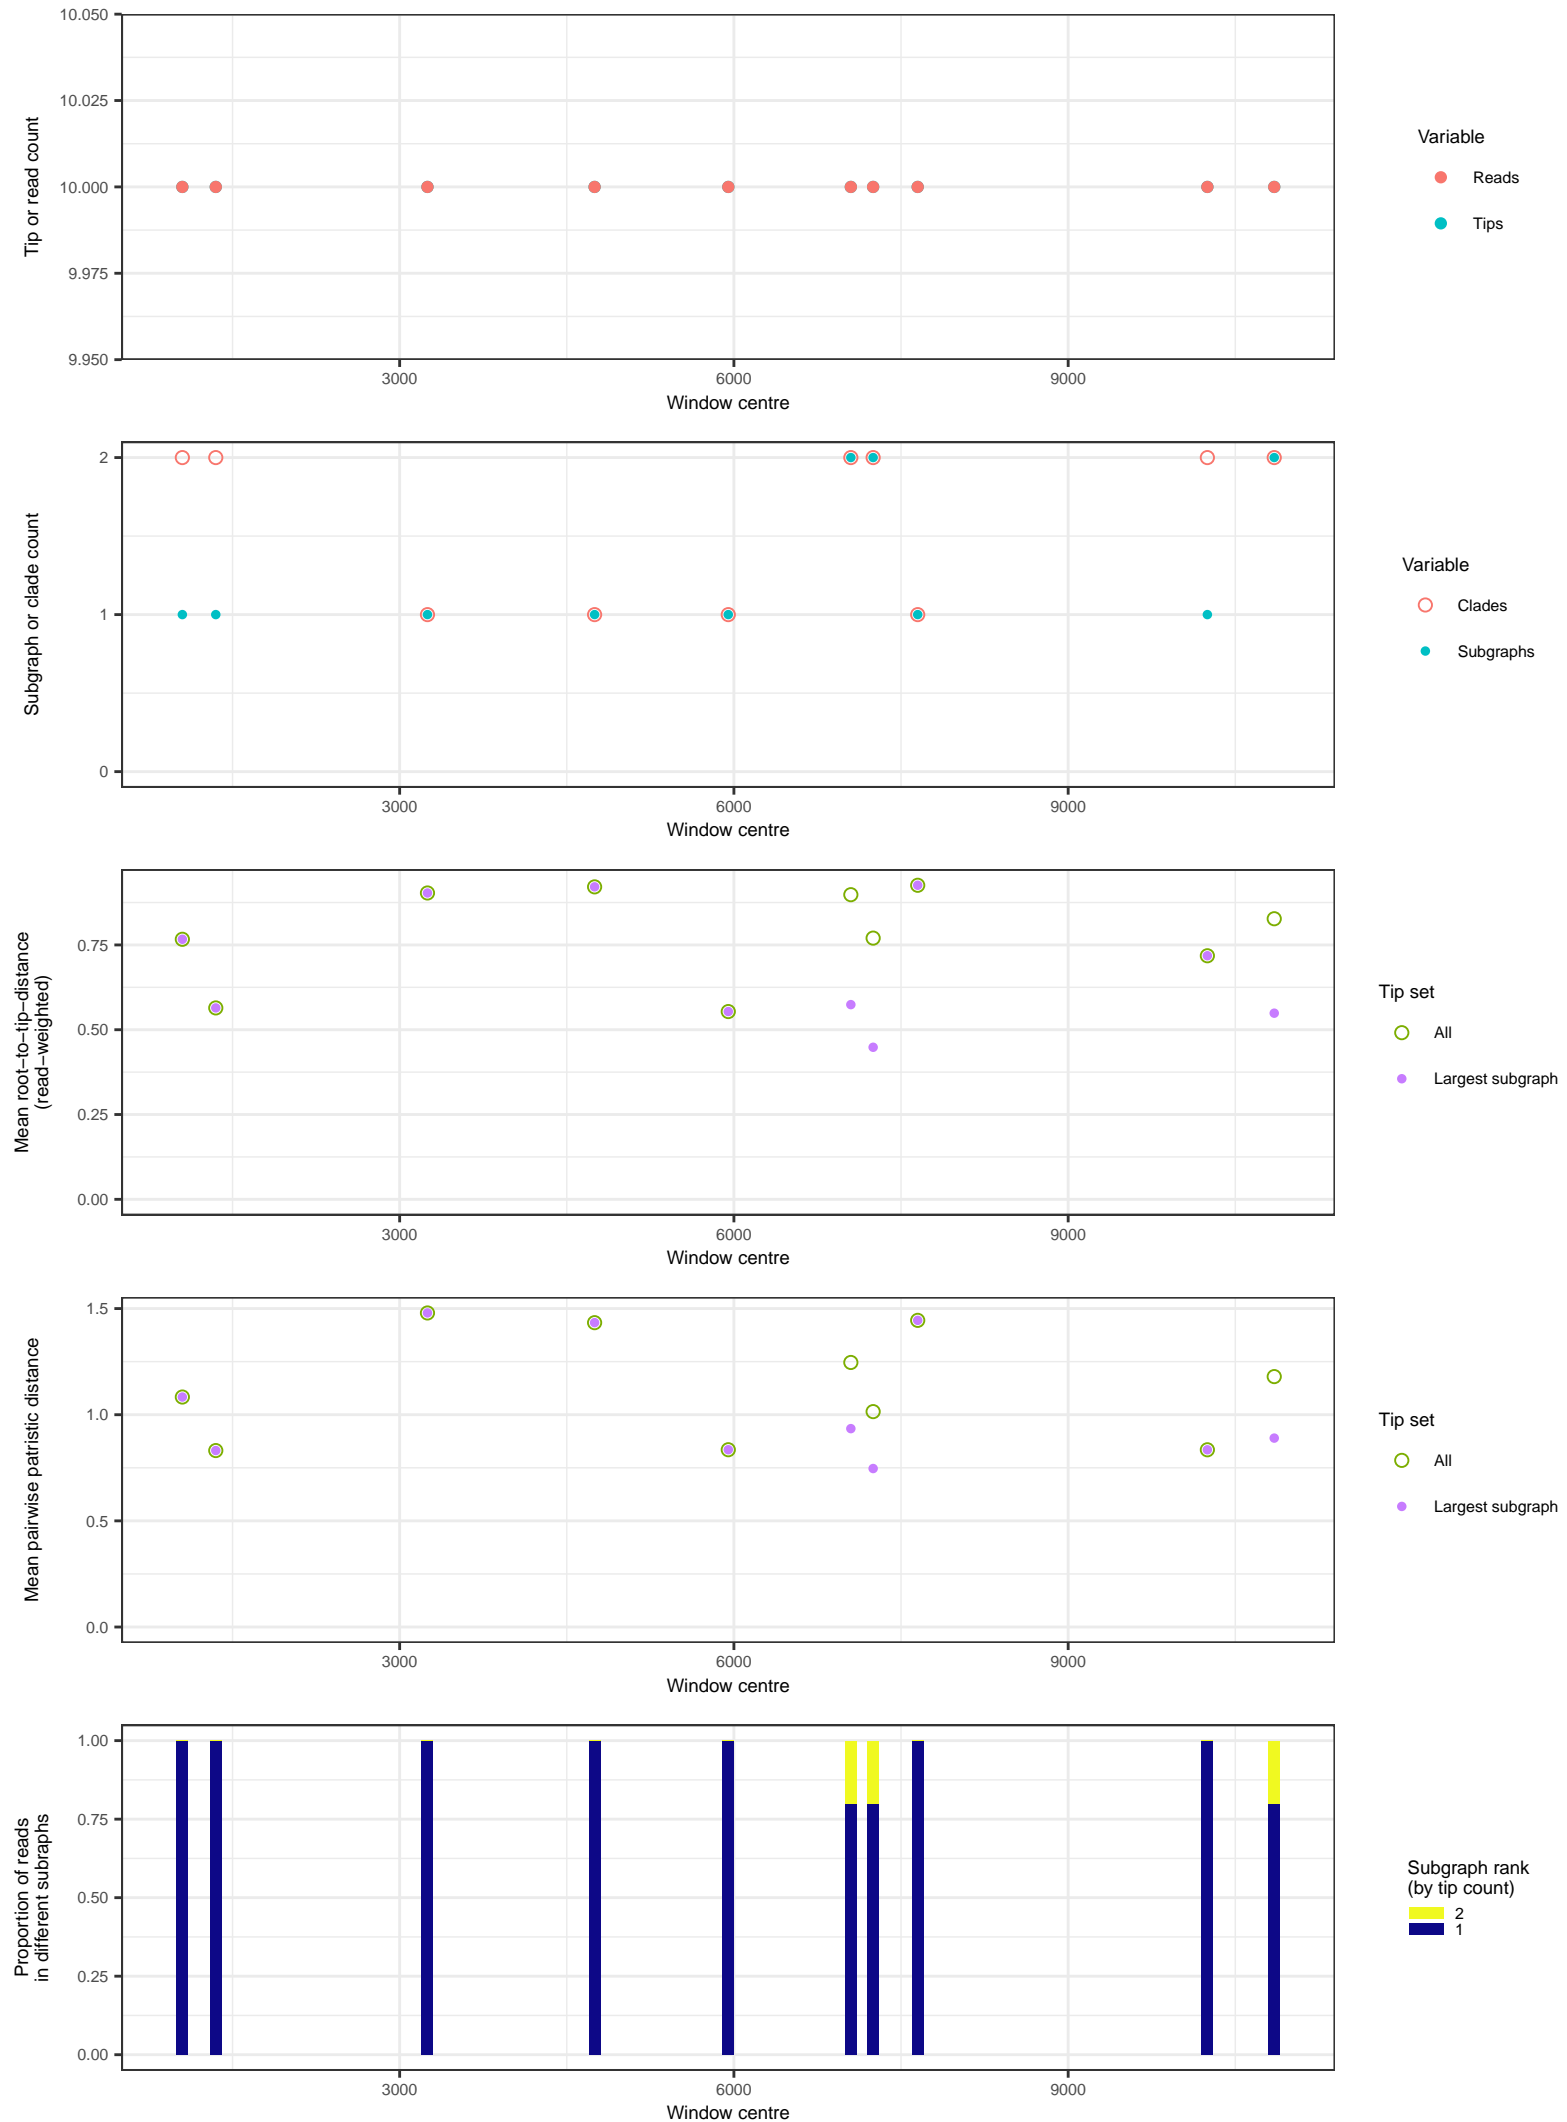 10.050
10.025
10.000
9.975
9.950
Tip or read count
3000
6000
9000
Window centre
Variable
Reads
Tips
2
1
0
Subgraph or clade count
3000
6000
9000
Window centre
Variable
Clades
Subgraphs
0.75
0.50
0.25
0.00
Mean root−to−tip−distance
(read−weighted)
3000
6000
9000
Window centre
Tip set
All
Largest subgraph
1.5
1.0
0.5
0.0
Mean pairwise patristic distance
3000
6000
9000
Window centre
Tip set
All
Largest subgraph
1.00
0.75
0.50
0.25
0.00
Proportion of reads
in different subraphs
3000
6000
9000
Window centre
Subgraph rank
(by tip count)
2
1